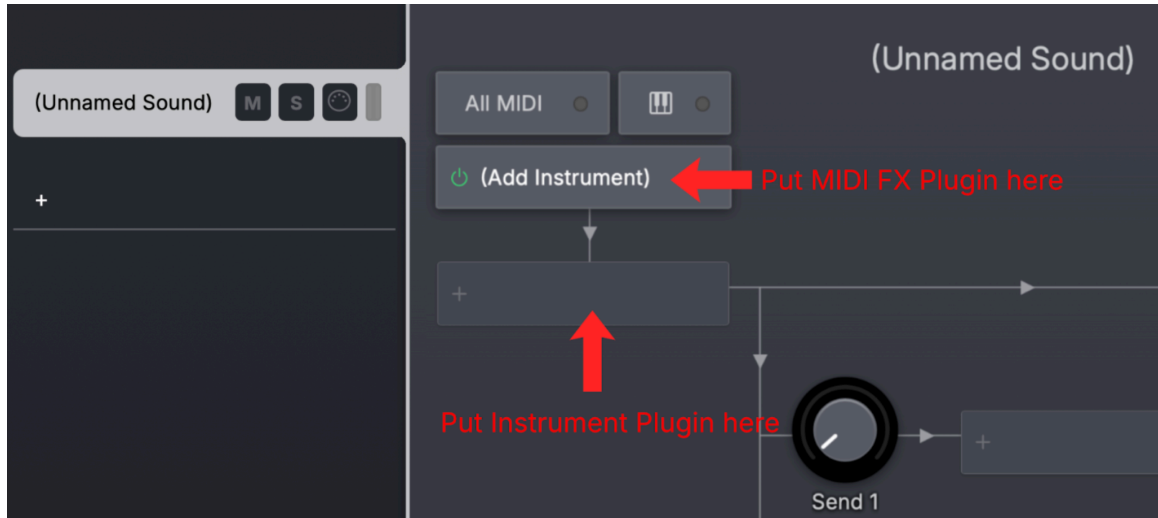 (Unnamed Sound)
(Unnamed Sound) M S
All MIDI
(Add Instrument)
Put MIDI FX Plugin here
+
+
Put Instrument Plugin here
+
Send 1